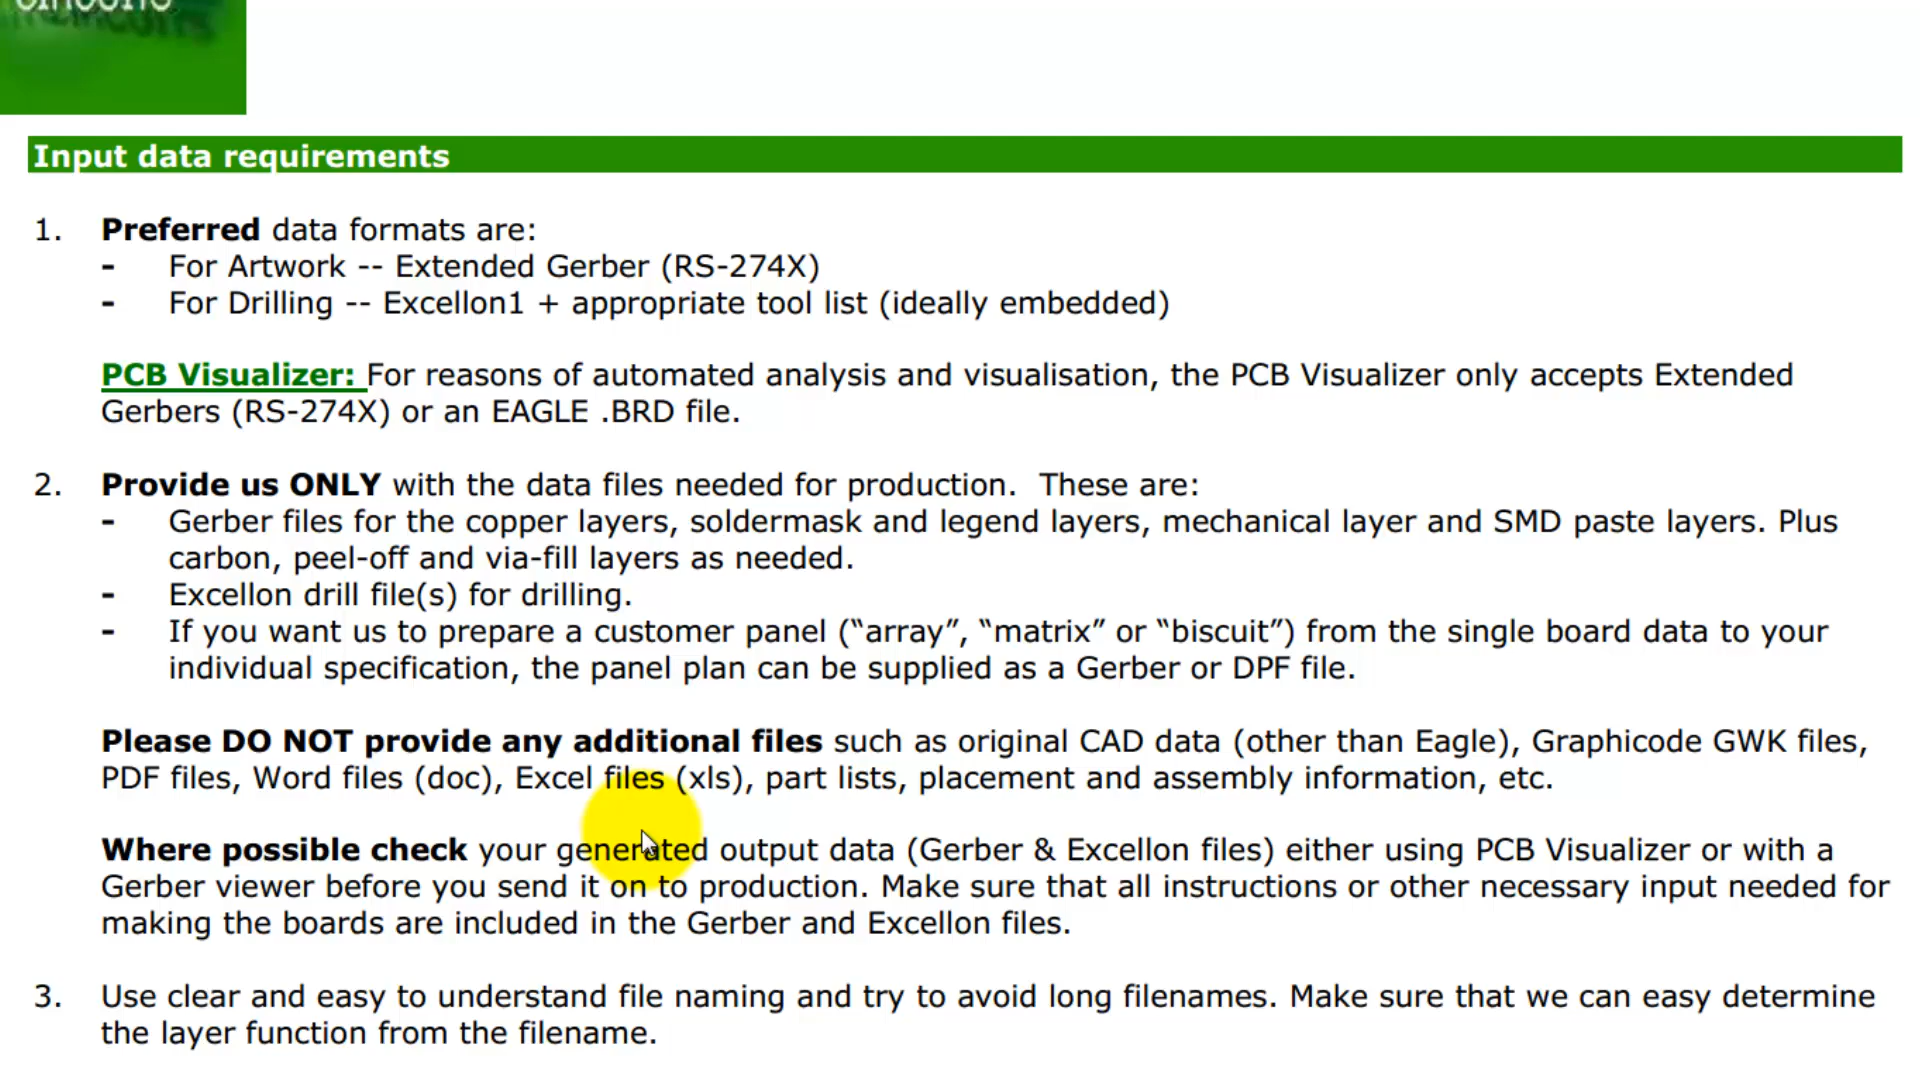 Input data requirements
1. Preferred data formats are:
- For Artwork -- Extended Gerber (RS-274X)
- For Drilling -- Excellon1 + appropriate tool list (ideally embedded)
PCB Visualizer: For reasons of automated analysis and visualisation, the PCB Visualizer only accepts Extended
Gerbers (RS-274X) or an EAGLE .BRD file.
2. Provide us ONLY with the data files needed for production.  These are:
- Gerber files for the copper layers, soldermask and legend layers, mechanical layer and SMD paste layers. Plus
carbon, peel-off and via-fill layers as needed.
- Excellon drill file(s) for drilling.
- If you want us to prepare a customer panel (“array”, “matrix” or “biscuit”) from the single board data to your
individual specification, the panel plan can be supplied as a Gerber or DPF file.
Please DO NOT provide any additional files such as original CAD data (other than Eagle), Graphicode GWK files,
PDF files, Word files (doc), Excel files (xls), part lists, placement and assembly information, etc.
Where possible check your generated output data (Gerber & Excellon files) either using PCB Visualizer or with a
Gerber viewer before you send it on to production. Make sure that all instructions or other necessary input needed for
making the boards are included in the Gerber and Excellon files.
3. Use clear and easy to understand file naming and try to avoid long filenames. Make sure that we can easy determine
the layer function from the filename.